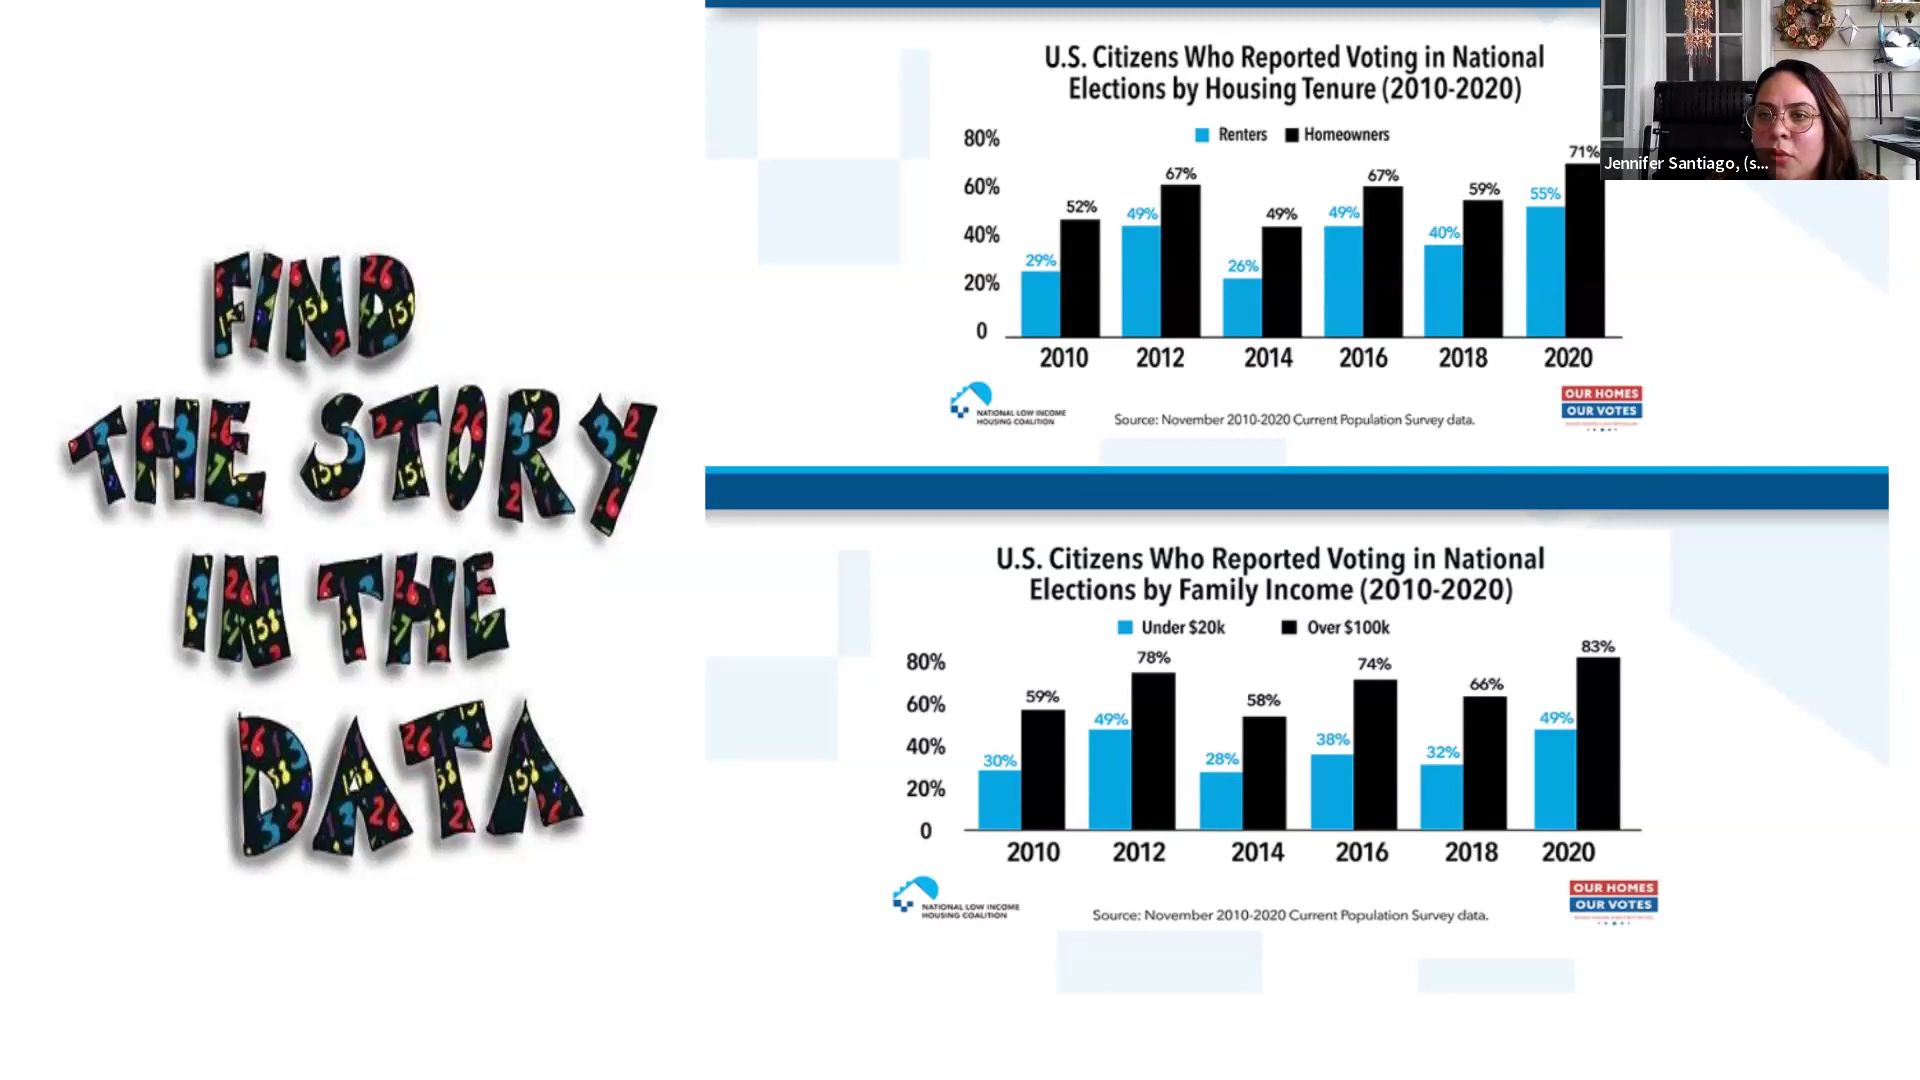 FIND
THE STORY
IN THE
DATA
U.S. Citizens Who Reported Voting in National
Elections by Housing Tenure (2010-2020)
Renters Homeowners
80%
60%
40%
20%
0
29% 52% 49% 67% 26% 49% 49% 67% 40% 59% 55% 71%
2010 2012 2014 2016 2018 2020
NATIONAL LOW INCOME
HOUSING COALITION
Source: November 2010-2020 Current Population Survey data.
OUR HOMES
OUR VOTES
Jennifer Santiago, (s...
U.S. Citizens Who Reported Voting in National
Elections by Family Income (2010-2020)
Under $20k Over $100k
80%
60%
40%
20%
0
30% 59% 49% 78% 28% 58% 38% 74% 32% 66% 49% 83%
2010 2012 2014 2016 2018 2020
NATIONAL LOW INCOME
HOUSING COALITION
Source: November 2010-2020 Current Population Survey data.
OUR HOMES
OUR VOTES